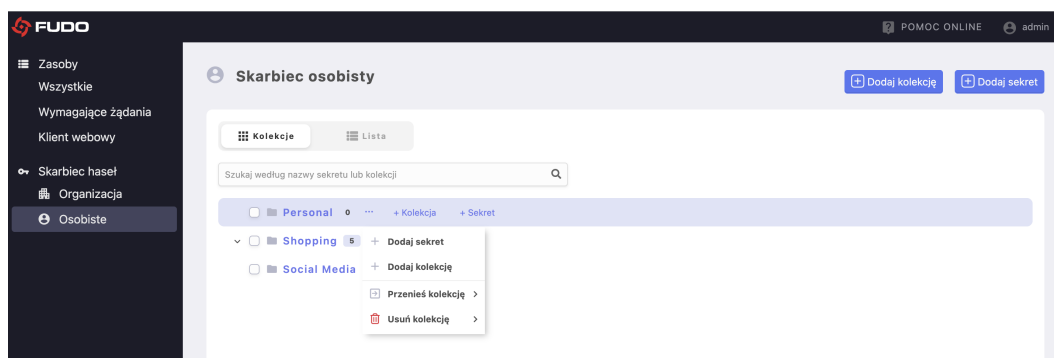 FUDO
POMOC ONLINE
admin
Zasoby
Wszystkie
Wymagające żądania
Klient webowy
Skarbiec haseł
Organizacja
Osobiste
Skarbiec osobisty
Dodaj kolekcję
Dodaj sekret
Kolekcje
Lista
Szukaj według nazwy sekretu lub kolekcji
Personal 0 ... + Kolekcja + Sekret
Shopping 5
Social Media
Dodaj sekret
Dodaj kolekcję
Przenieś kolekcję
Usuń kolekcję